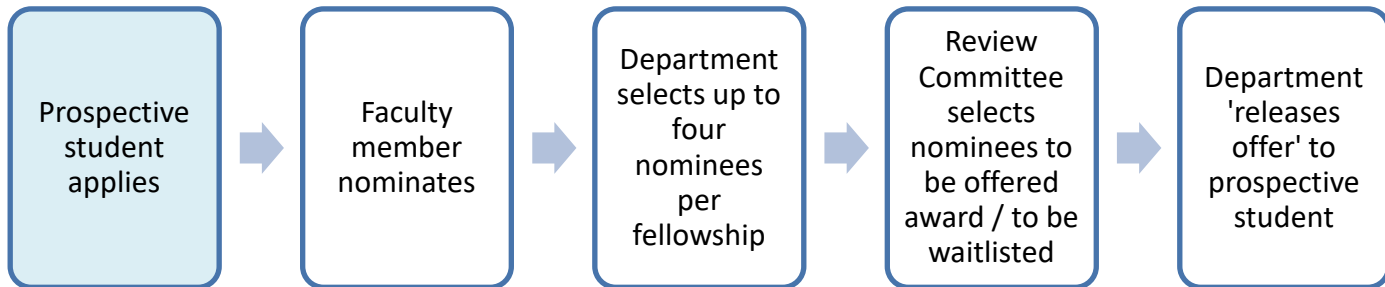 Prospective
student
applies
Faculty
member
nominates
Department
selects up to
four
nominees
per
fellowship
Review
Committee
selects
nominees to
be offered
award / to be
waitlisted
Department
'releases
offer' to
prospective
student